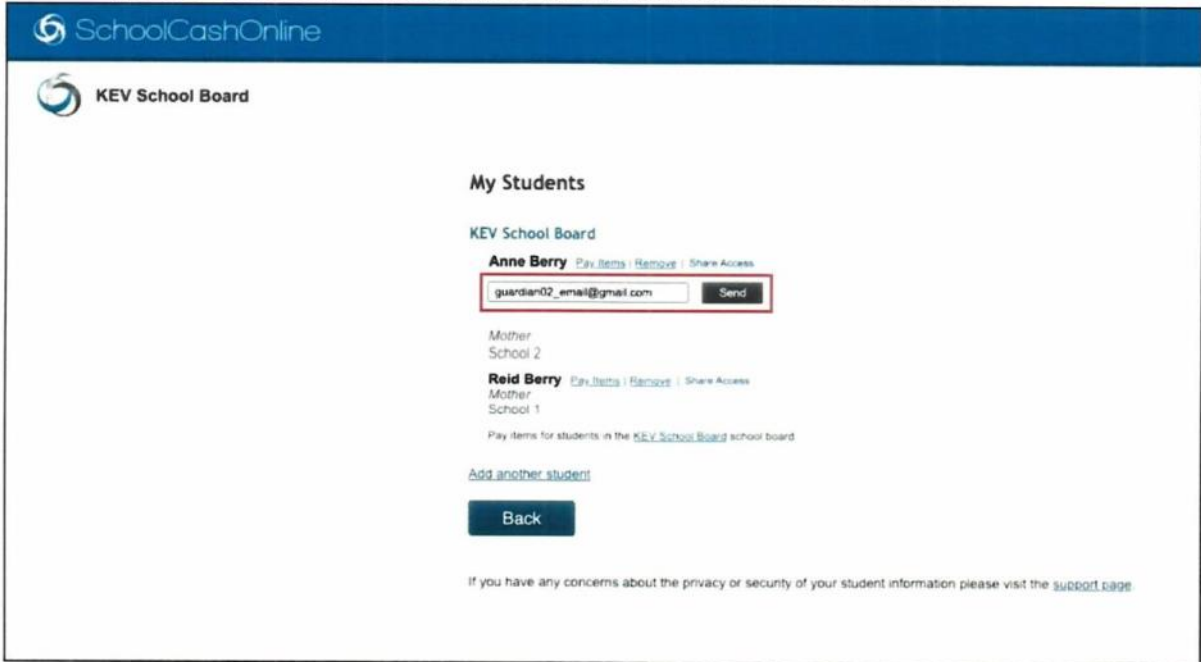 SchoolCashOnline
KEV School Board
My Students
KEV School Board
Anne Berry Pay Items | Remove | Share Access
guardian02_email@gmail.com Send
Mother
School 2
Reid Berry Pay Items | Remove | Share Access
Mother
School 1
Pay items for students in the KEV School Board school board
Add another student
Back
If you have any concerns about the privacy or security of your student information please visit the support page